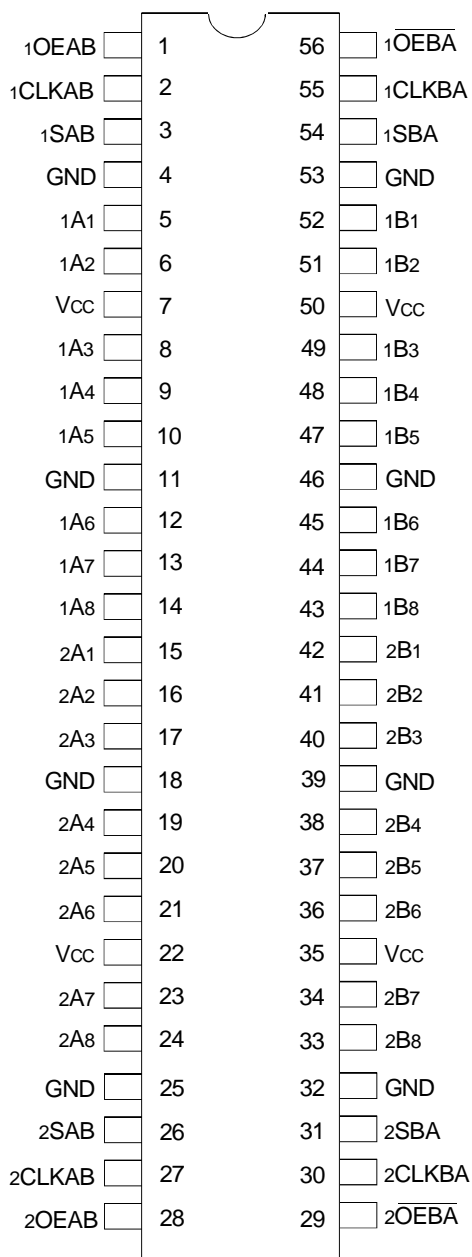 1OEAB 1 56 1O̅E̅B̅A̅
1CLKAB 2 55 1CLKBA
1SAB 3 54 1SBA
GND 4 53 GND
1A1 5 52 1B1
1A2 6 51 1B2
VCC 7 50 VCC
1A3 8 49 1B3
1A4 9 48 1B4
1A5 10 47 1B5
GND 11 46 GND
1A6 12 45 1B6
1A7 13 44 1B7
1A8 14 43 1B8
2A1 15 42 2B1
2A2 16 41 2B2
2A3 17 40 2B3
GND 18 39 GND
2A4 19 38 2B4
2A5 20 37 2B5
2A6 21 36 2B6
VCC 22 35 VCC
2A7 23 34 2B7
2A8 24 33 2B8
GND 25 32 GND
2SAB 26 31 2SBA
2CLKAB 27 30 2CLKBA
2OEAB 28 29 2O̅E̅B̅A̅